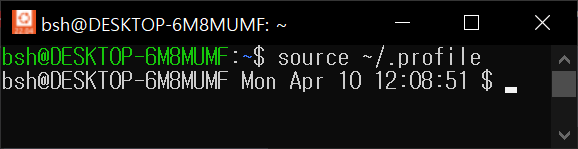 bsh@DESKTOP-6M8MUMF: ~
bsh@DESKTOP-6M8MUMF:~$ source ~/.profile
bsh@DESKTOP-6M8MUMF Mon Apr 10 12:08:51 $